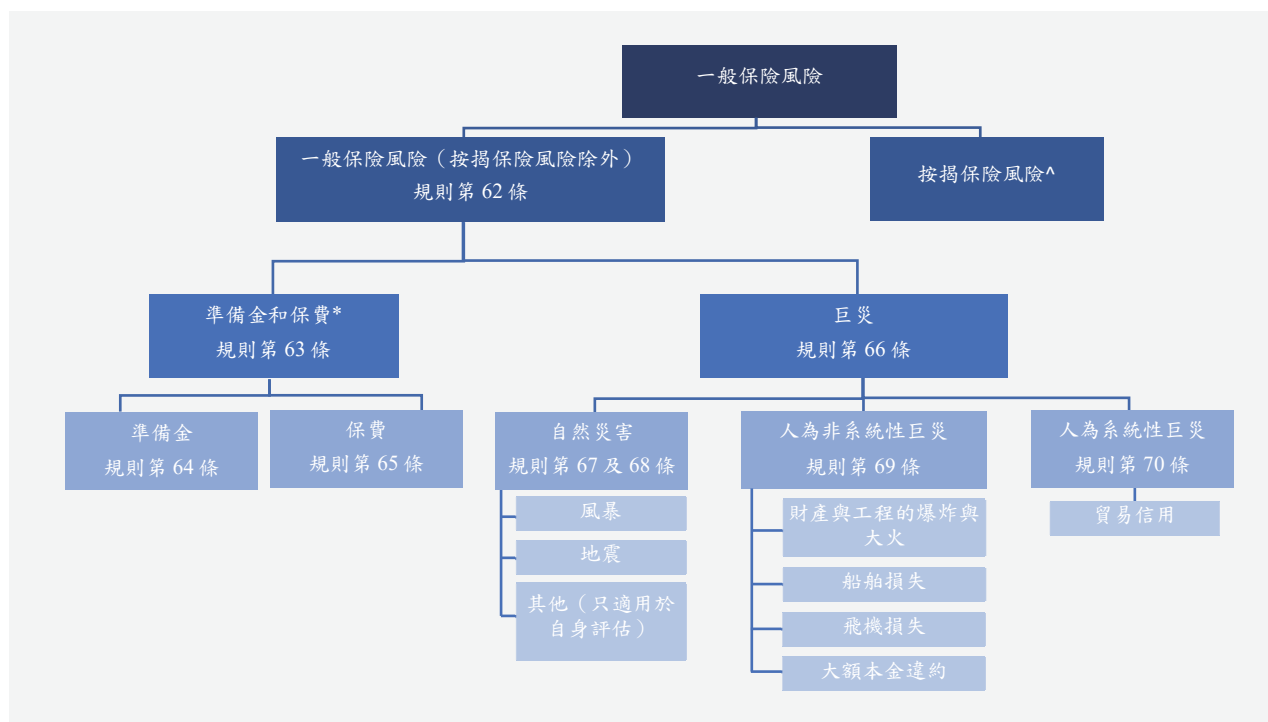 一般保險風險
一般保險風險（按揭保險風險除外）
規則第 62 條
按揭保險風險^
準備金和保費*
規則第 63 條
巨災
規則第 66 條
準備金
規則第 64 條
保費
規則第 65 條
自然災害
規則第 67 及 68 條
人為非系統性巨災
規則第 69 條
人為系統性巨災
規則第 70 條
風暴
地震
其他（只適用於
自身評估）
財產與工程的爆炸與
大火
船舶損失
飛機損失
大額本金違約
貿易信用